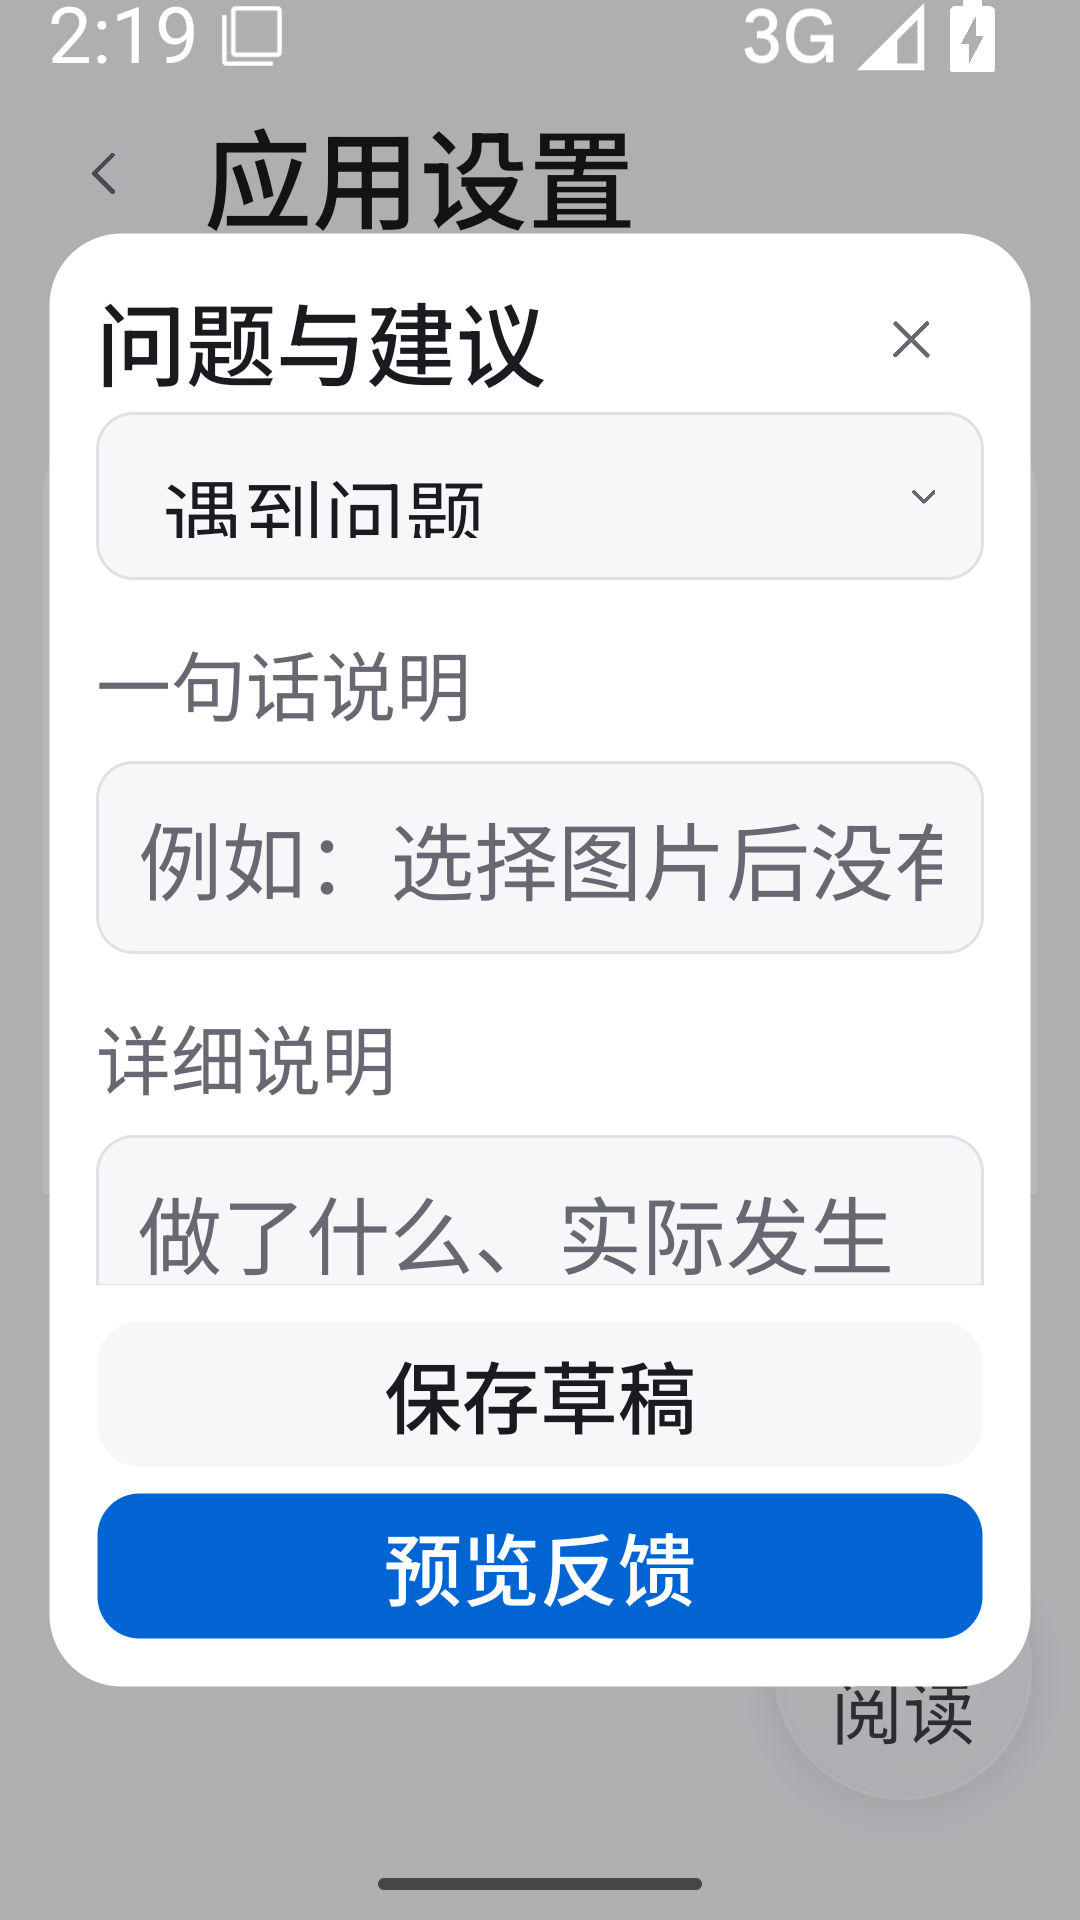 2:19 3G
应用设置
问题与建议
遇到问题
一句话说明
例如：选择图片后没有
详细说明
做了什么、实际发生
保存草稿
预览反馈
阅读